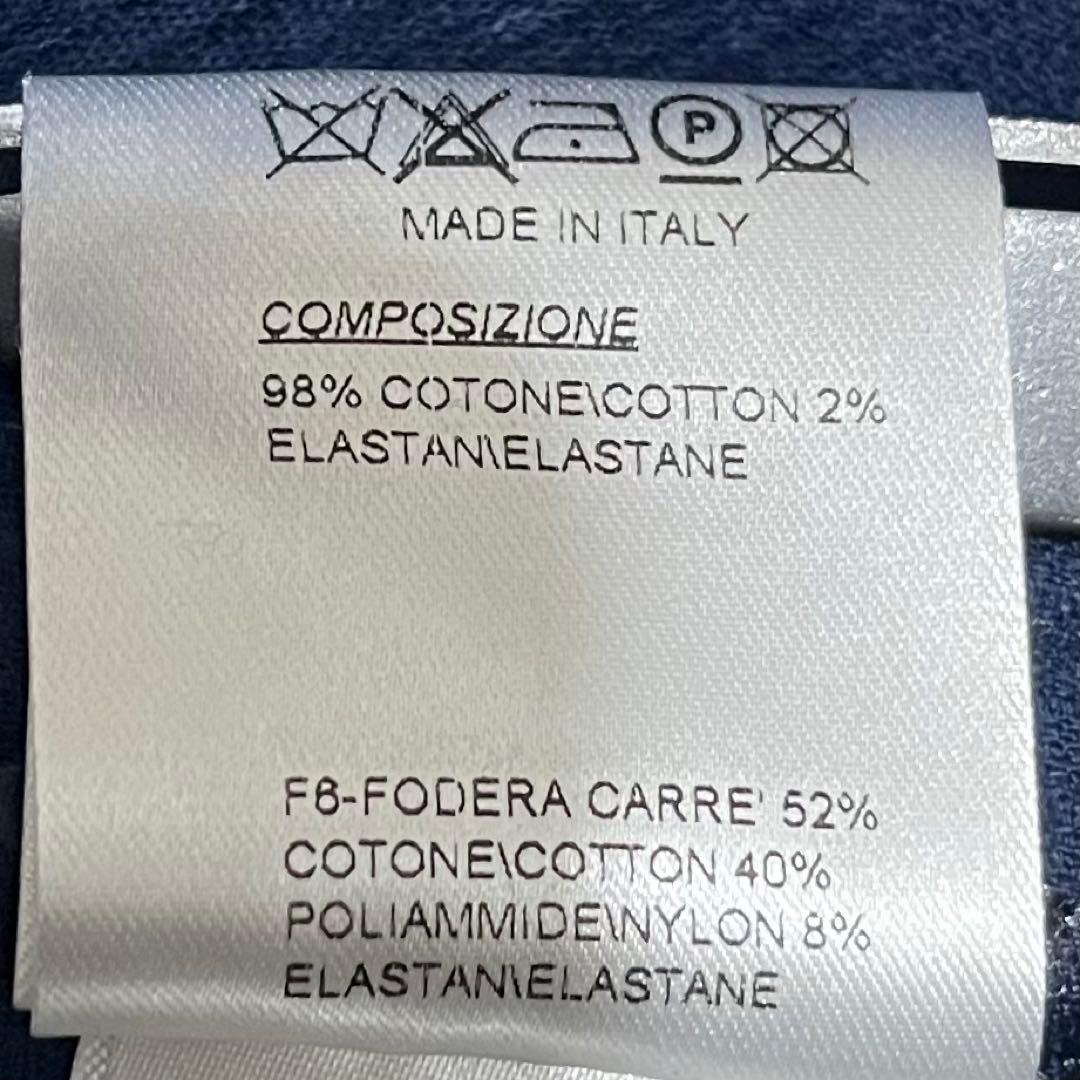 P
MADE IN ITALY
COMPOSIZIONE
98% COTONE\COTTON 2%
ELASTAN\ELASTANE
F6-FODERA CARRE' 52%
COTONE\COTTON 40%
POLIAMMIDE\NYLON 8%
ELASTAN\ELASTANE